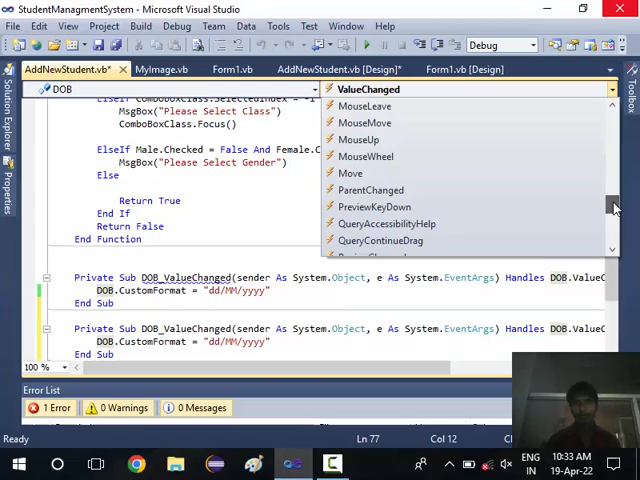 StudentManagmentSystem - Microsoft Visual Studio
File Edit View Project Build Debug Team Data Tools Test Window Help
Debug
AddNewStudent.vb* MyImage.vb Form1.vb AddNewStudent.vb [Design]* Form1.vb [Design]
DOB ValueChanged
MsgBox("Please Select Class")
ComboBoxClass.Focus()
ElseIf Male.Checked = False And Female.
MsgBox("Please Select Gender")
Else
Return True
End If
Return False
End Function
MouseLeave
MouseMove
MouseUp
MouseWheel
Move
ParentChanged
PreviewKeyDown
QueryAccessibilityHelp
QueryContinueDrag
Private Sub DOB_ValueChanged(sender As System.Object, e As System.EventArgs) Handles DOB.ValueC
DOB.CustomFormat = "dd/MM/yyyy"
End Sub
Private Sub DOB_ValueChanged(sender As System.Object, e As System.EventArgs) Handles DOB.ValueC
DOB.CustomFormat = "dd/MM/yyyy"
End Sub
100 %
Error List
1 Error 0 Warnings 0 Messages
Ready Ln 77 Col 12
Solution Explorer
Properties
Toolbox
ENG 10:33 AM
IN 19-Apr-22